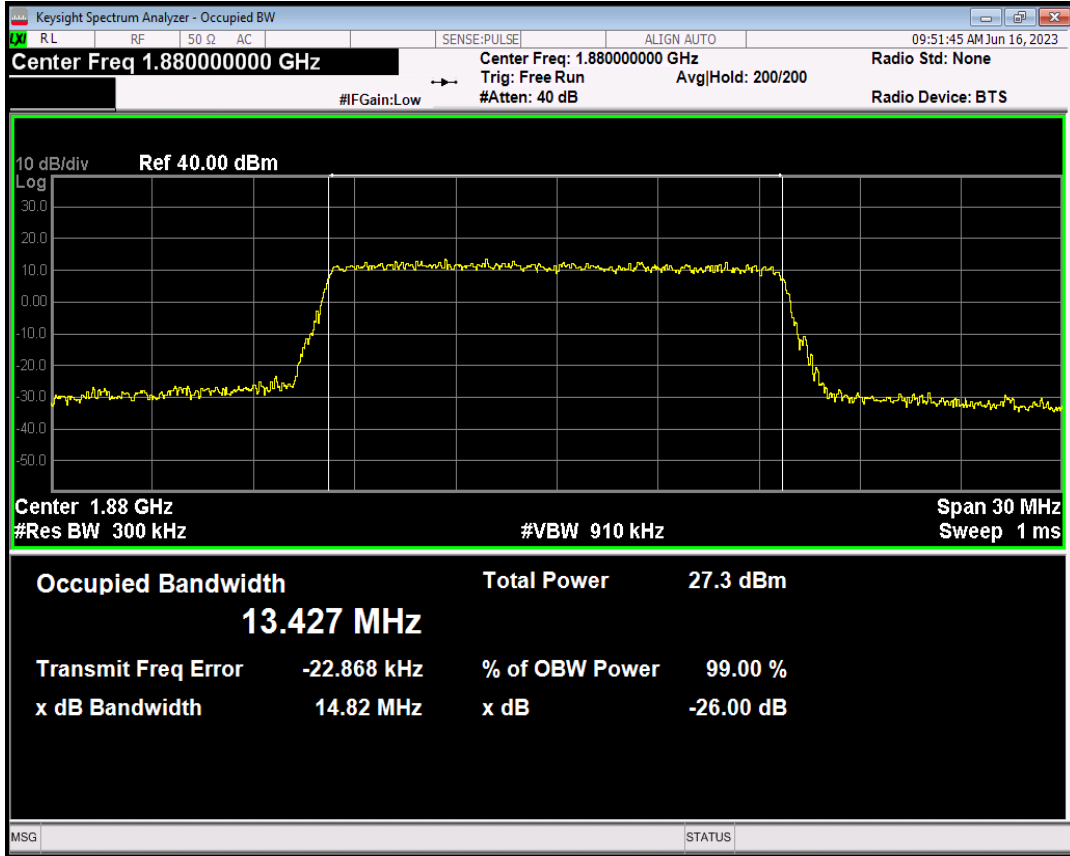 Keysight Spectrum Analyzer - Occupied BW
LXI RL RF 50 Ω AC SENSE:PULSE ALIGN AUTO 09:51:45 AM Jun 16, 2023
Center Freq 1.880000000 GHz Center Freq: 1.880000000 GHz Radio Std: None
Trig: Free Run Avg|Hold: 200/200
#IFGain:Low #Atten: 40 dB Radio Device: BTS
10 dB/div Ref 40.00 dBm
Log
30.0
20.0
10.0
0.00
-10.0
-20.0
-30.0
-40.0
-50.0
Center 1.88 GHz Span 30 MHz
#Res BW 300 kHz #VBW 910 kHz Sweep 1 ms
Occupied Bandwidth Total Power 27.3 dBm
13.427 MHz
Transmit Freq Error -22.868 kHz % of OBW Power 99.00 %
x dB Bandwidth 14.82 MHz x dB -26.00 dB
MSG STATUS